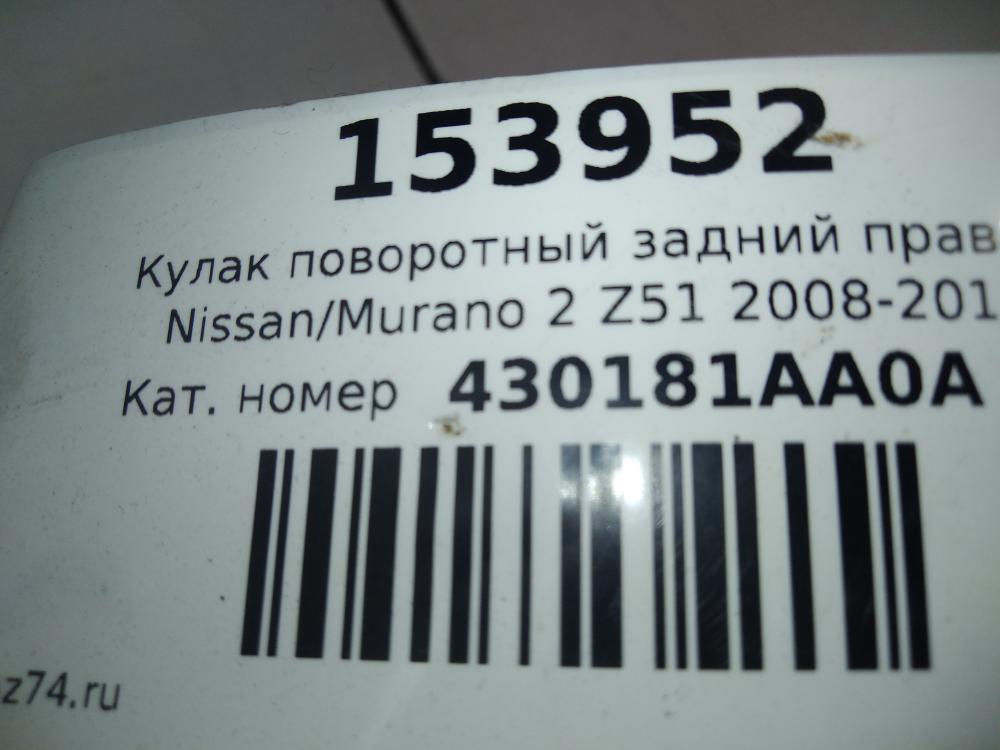 153952
Кулак поворотный задний прав
Nissan/Murano 2 Z51 2008-201
Кат. номер 430181AA0A
z74.ru